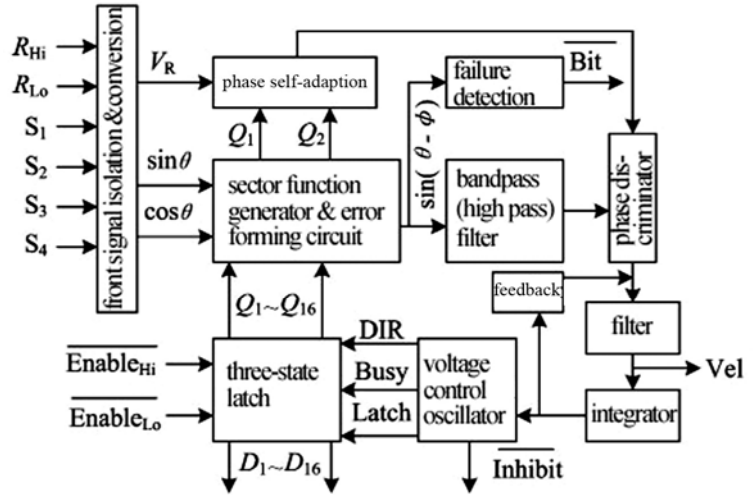 R_Hi
R_Lo
S_1
S_2
S_3
S_4
front signal isolation &conversion
V_R
sinθ
cosθ
phase self-adaption
Q_1
Q_2
sector function
generator & error
forming circuit
sin( θ - ϕ)
failure
detection
Bit
bandpass
(high pass)
filter
phase dis-
criminator
feedback
filter
Vel
integrator
Q_1~Q_16
Enable_Hi
Enable_Lo
three-state
latch
DIR
Busy
Latch
voltage
control
oscillator
Inhibit
D_1~D_16